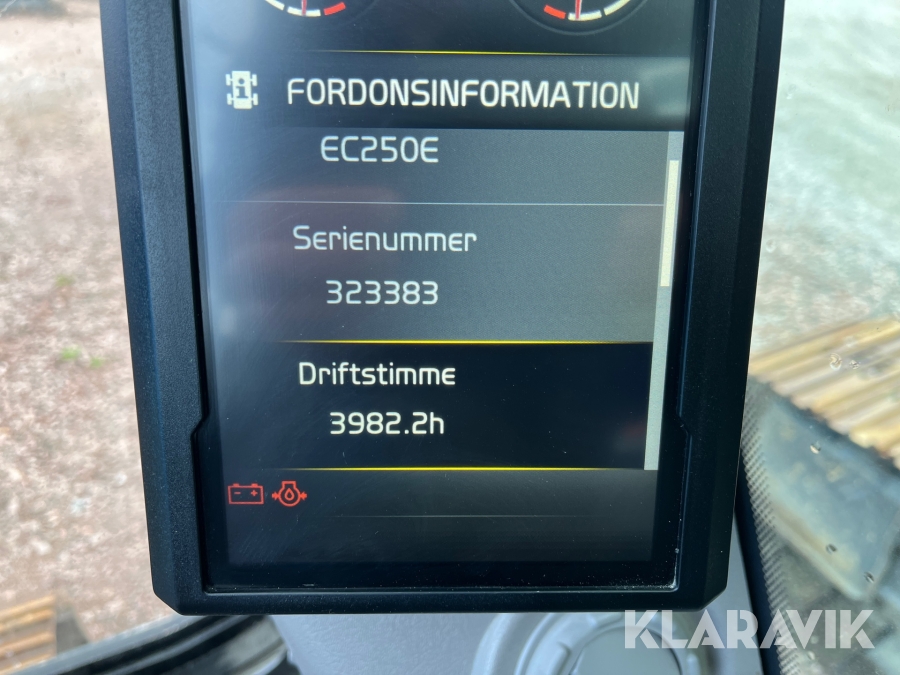 FORDONSINFORMATION
EC250E
Serienummer
323383
Driftstimme
3982.2h
KLARAVIK